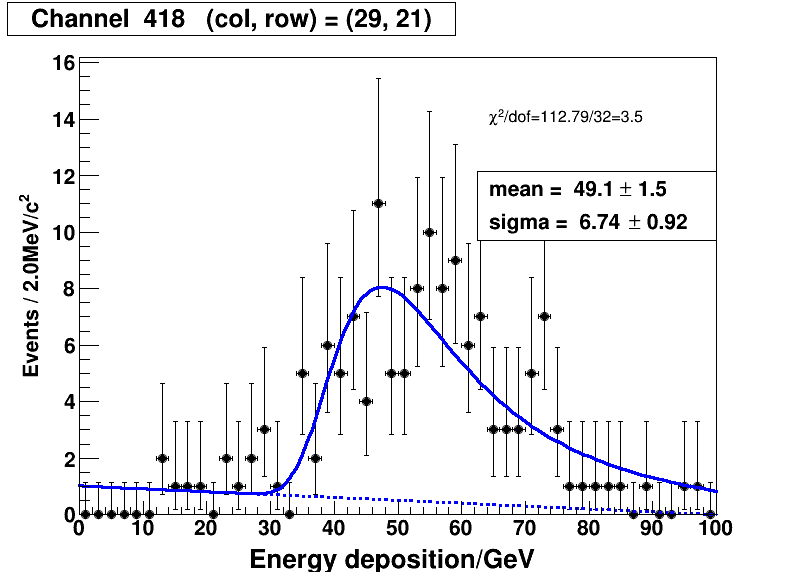 Channel 418 (col, row) = (29, 21)
16
14
12
10
8
6
4
2
0
Events / 2.0MeV/c²
χ²/dof=112.79/32=3.5
mean = 49.1 ± 1.5
sigma = 6.74 ± 0.92
0 10 20 30 40 50 60 70 80 90 100
Energy deposition/GeV